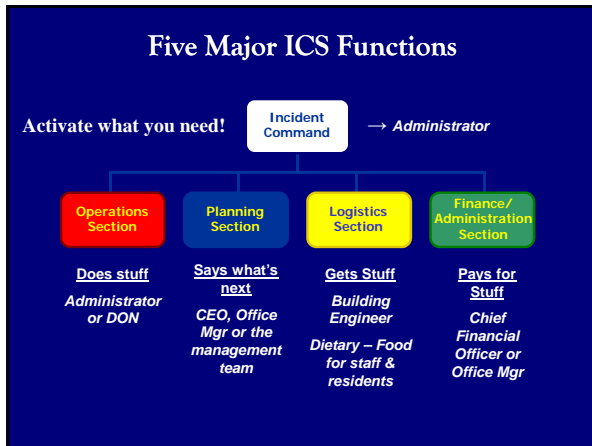 Five Major ICS Functions
Activate what you need!
Incident
Command
→ Administrator
Operations
Section
Does stuff
Administrator
or DON
Planning
Section
Says what's
next
CEO, Office
Mgr or the
management
team
Logistics
Section
Gets Stuff
Building
Engineer
Dietary – Food
for staff &
residents
Finance/
Administration
Section
Pays for
Stuff
Chief
Financial
Officer or
Office Mgr